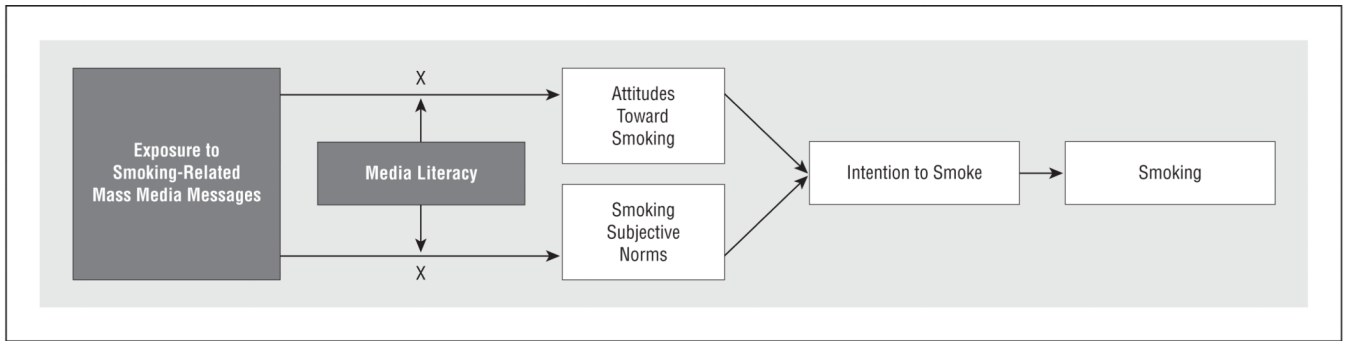 Exposure to
Smoking-Related
Mass Media Messages
X
Media Literacy
X
Attitudes
Toward
Smoking
Smoking
Subjective
Norms
Intention to Smoke
Smoking